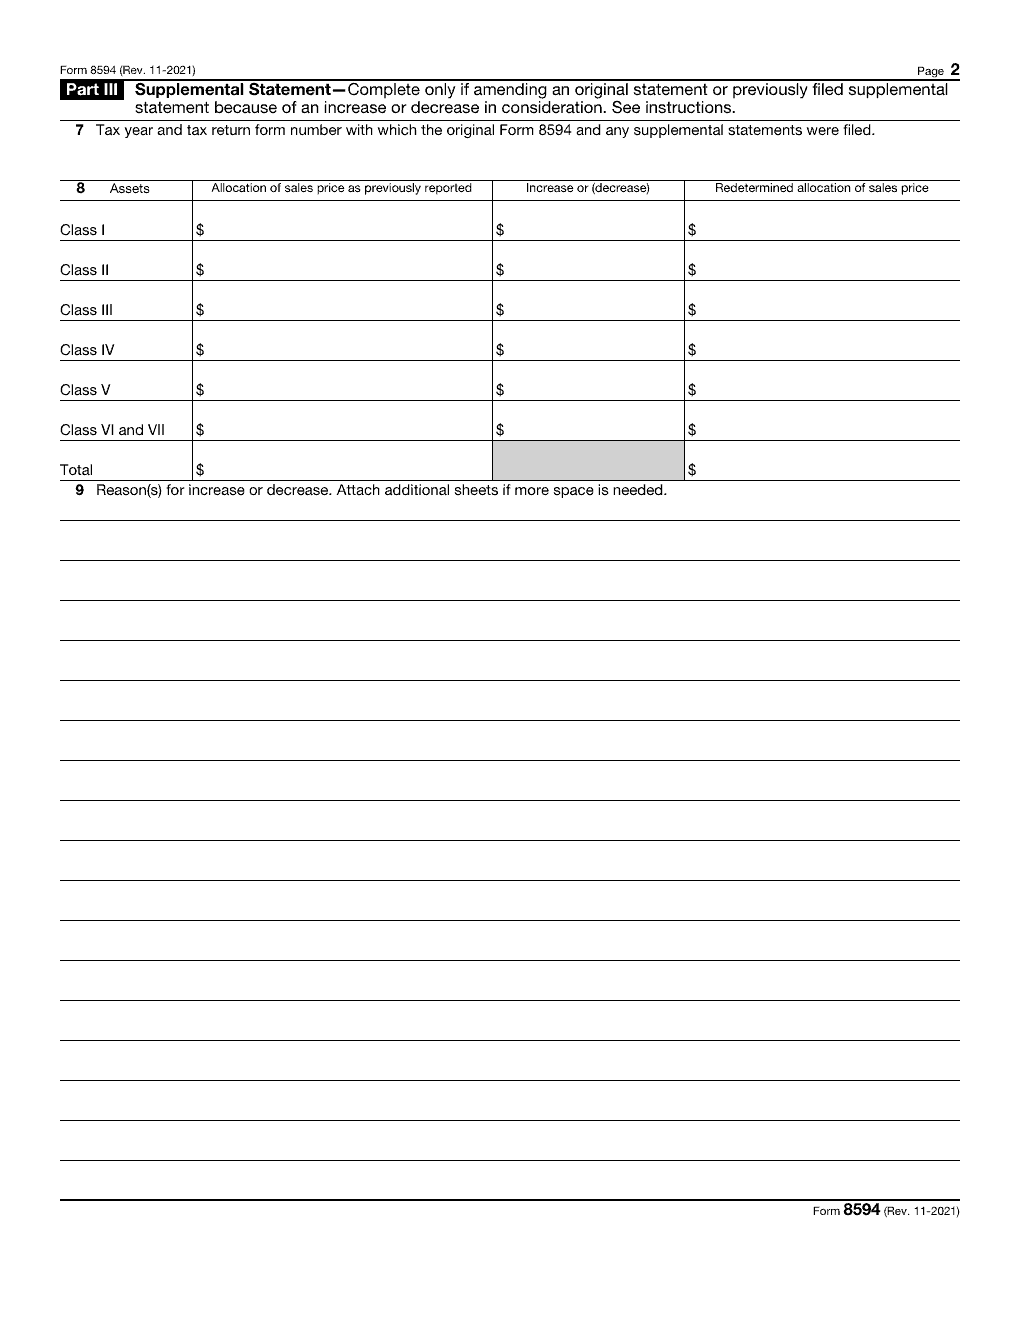 Form 8594 (Rev. 11-2021) Page 2
Part III Supplemental Statement—Complete only if amending an original statement or previously filed supplemental
statement because of an increase or decrease in consideration. See instructions.
7 Tax year and tax return form number with which the original Form 8594 and any supplemental statements were filed.
8 Assets Allocation of sales price as previously reported Increase or (decrease) Redetermined allocation of sales price
Class I $ $ $
Class II $ $ $
Class III $ $ $
Class IV $ $ $
Class V $ $ $
Class VI and VII $ $ $
Total $ $
9 Reason(s) for increase or decrease. Attach additional sheets if more space is needed.
Form 8594 (Rev. 11-2021)